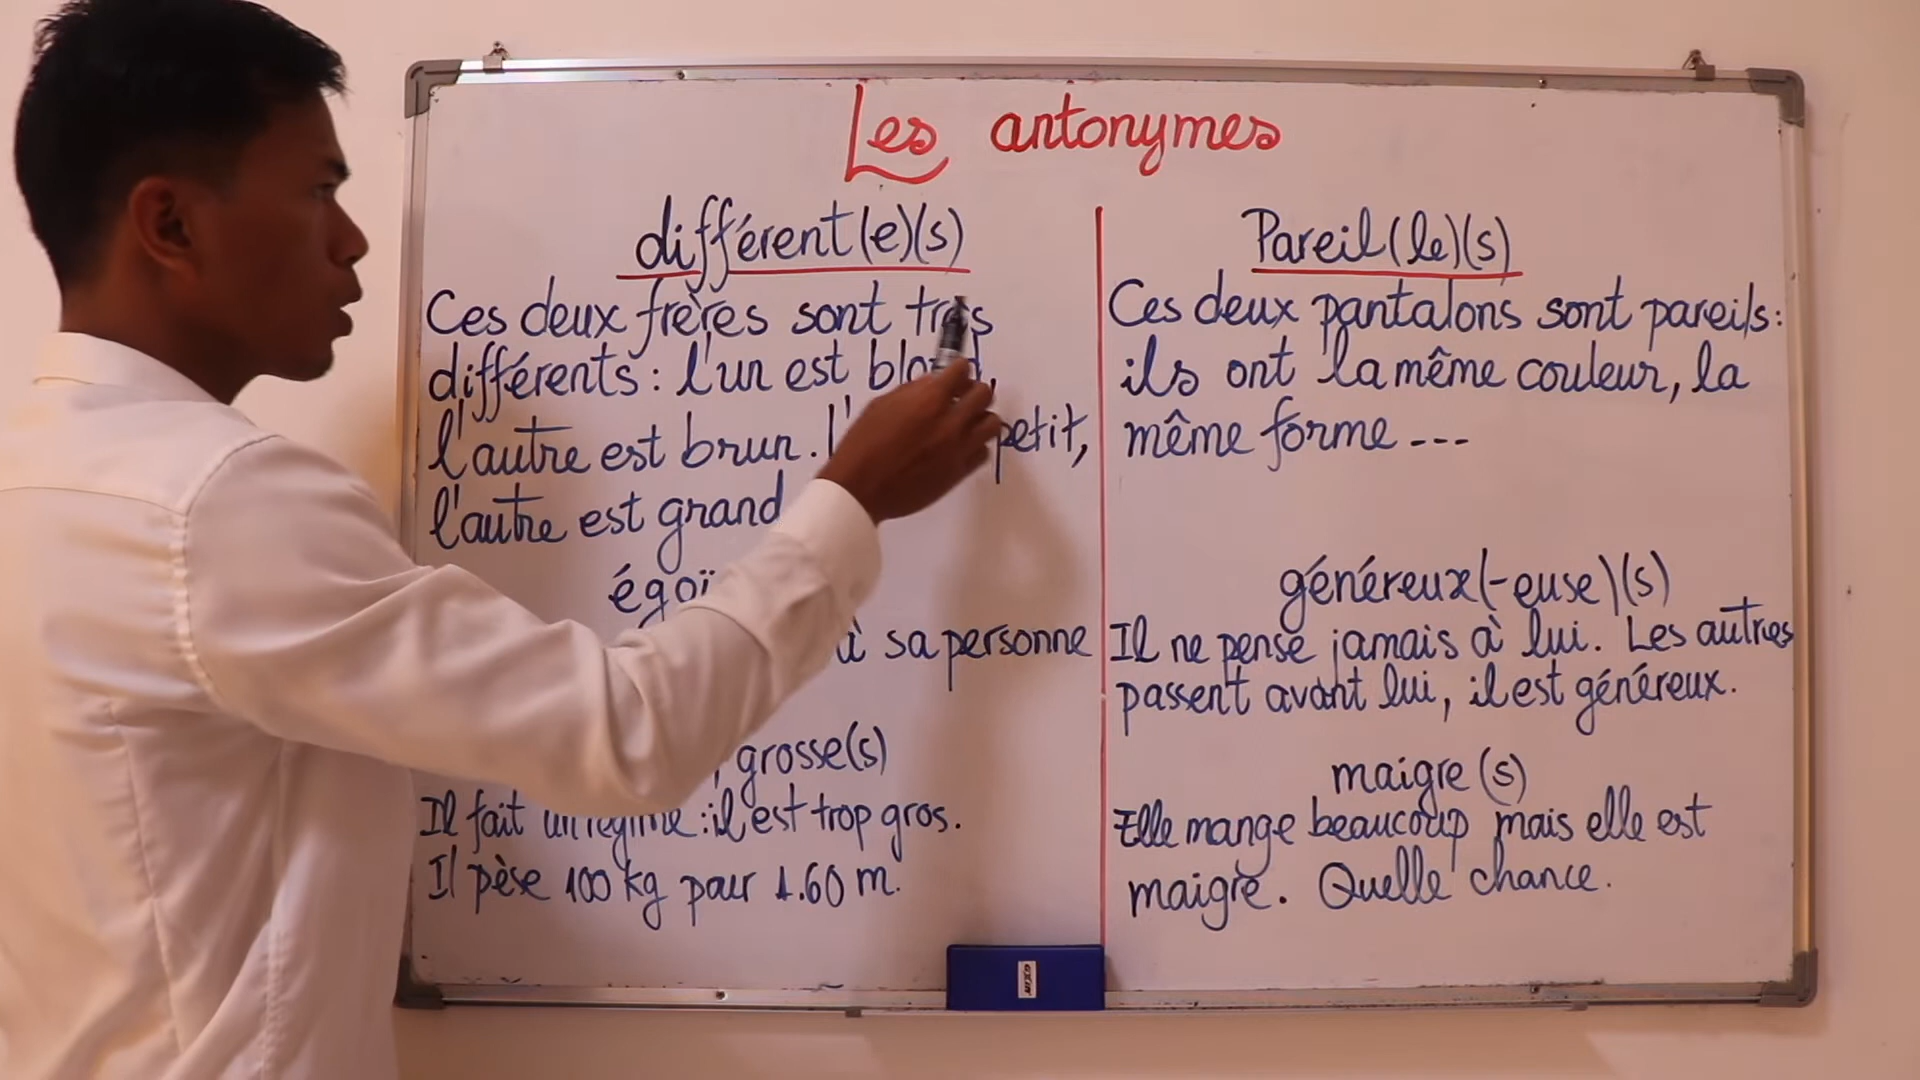 Les antonymes
différent(e)(s)
Ces deux frères sont très
différents : l'un est blond,
l'autre est brun. petit,
l'autre est grand
à sa personne
grosse(s)
Il fait un régime : il est trop gros.
Il pèse 100 kg pour 1.60 m.
Pareil(le)(s)
Ces deux pantalons sont pareils :
ils ont la même couleur, la
même forme ---
généreux(-euse)(s)
Il ne pense jamais à lui. Les autres
passent avant lui, il est généreux.
maigre (s)
Elle mange beaucoup mais elle est
maigre. Quelle chance.